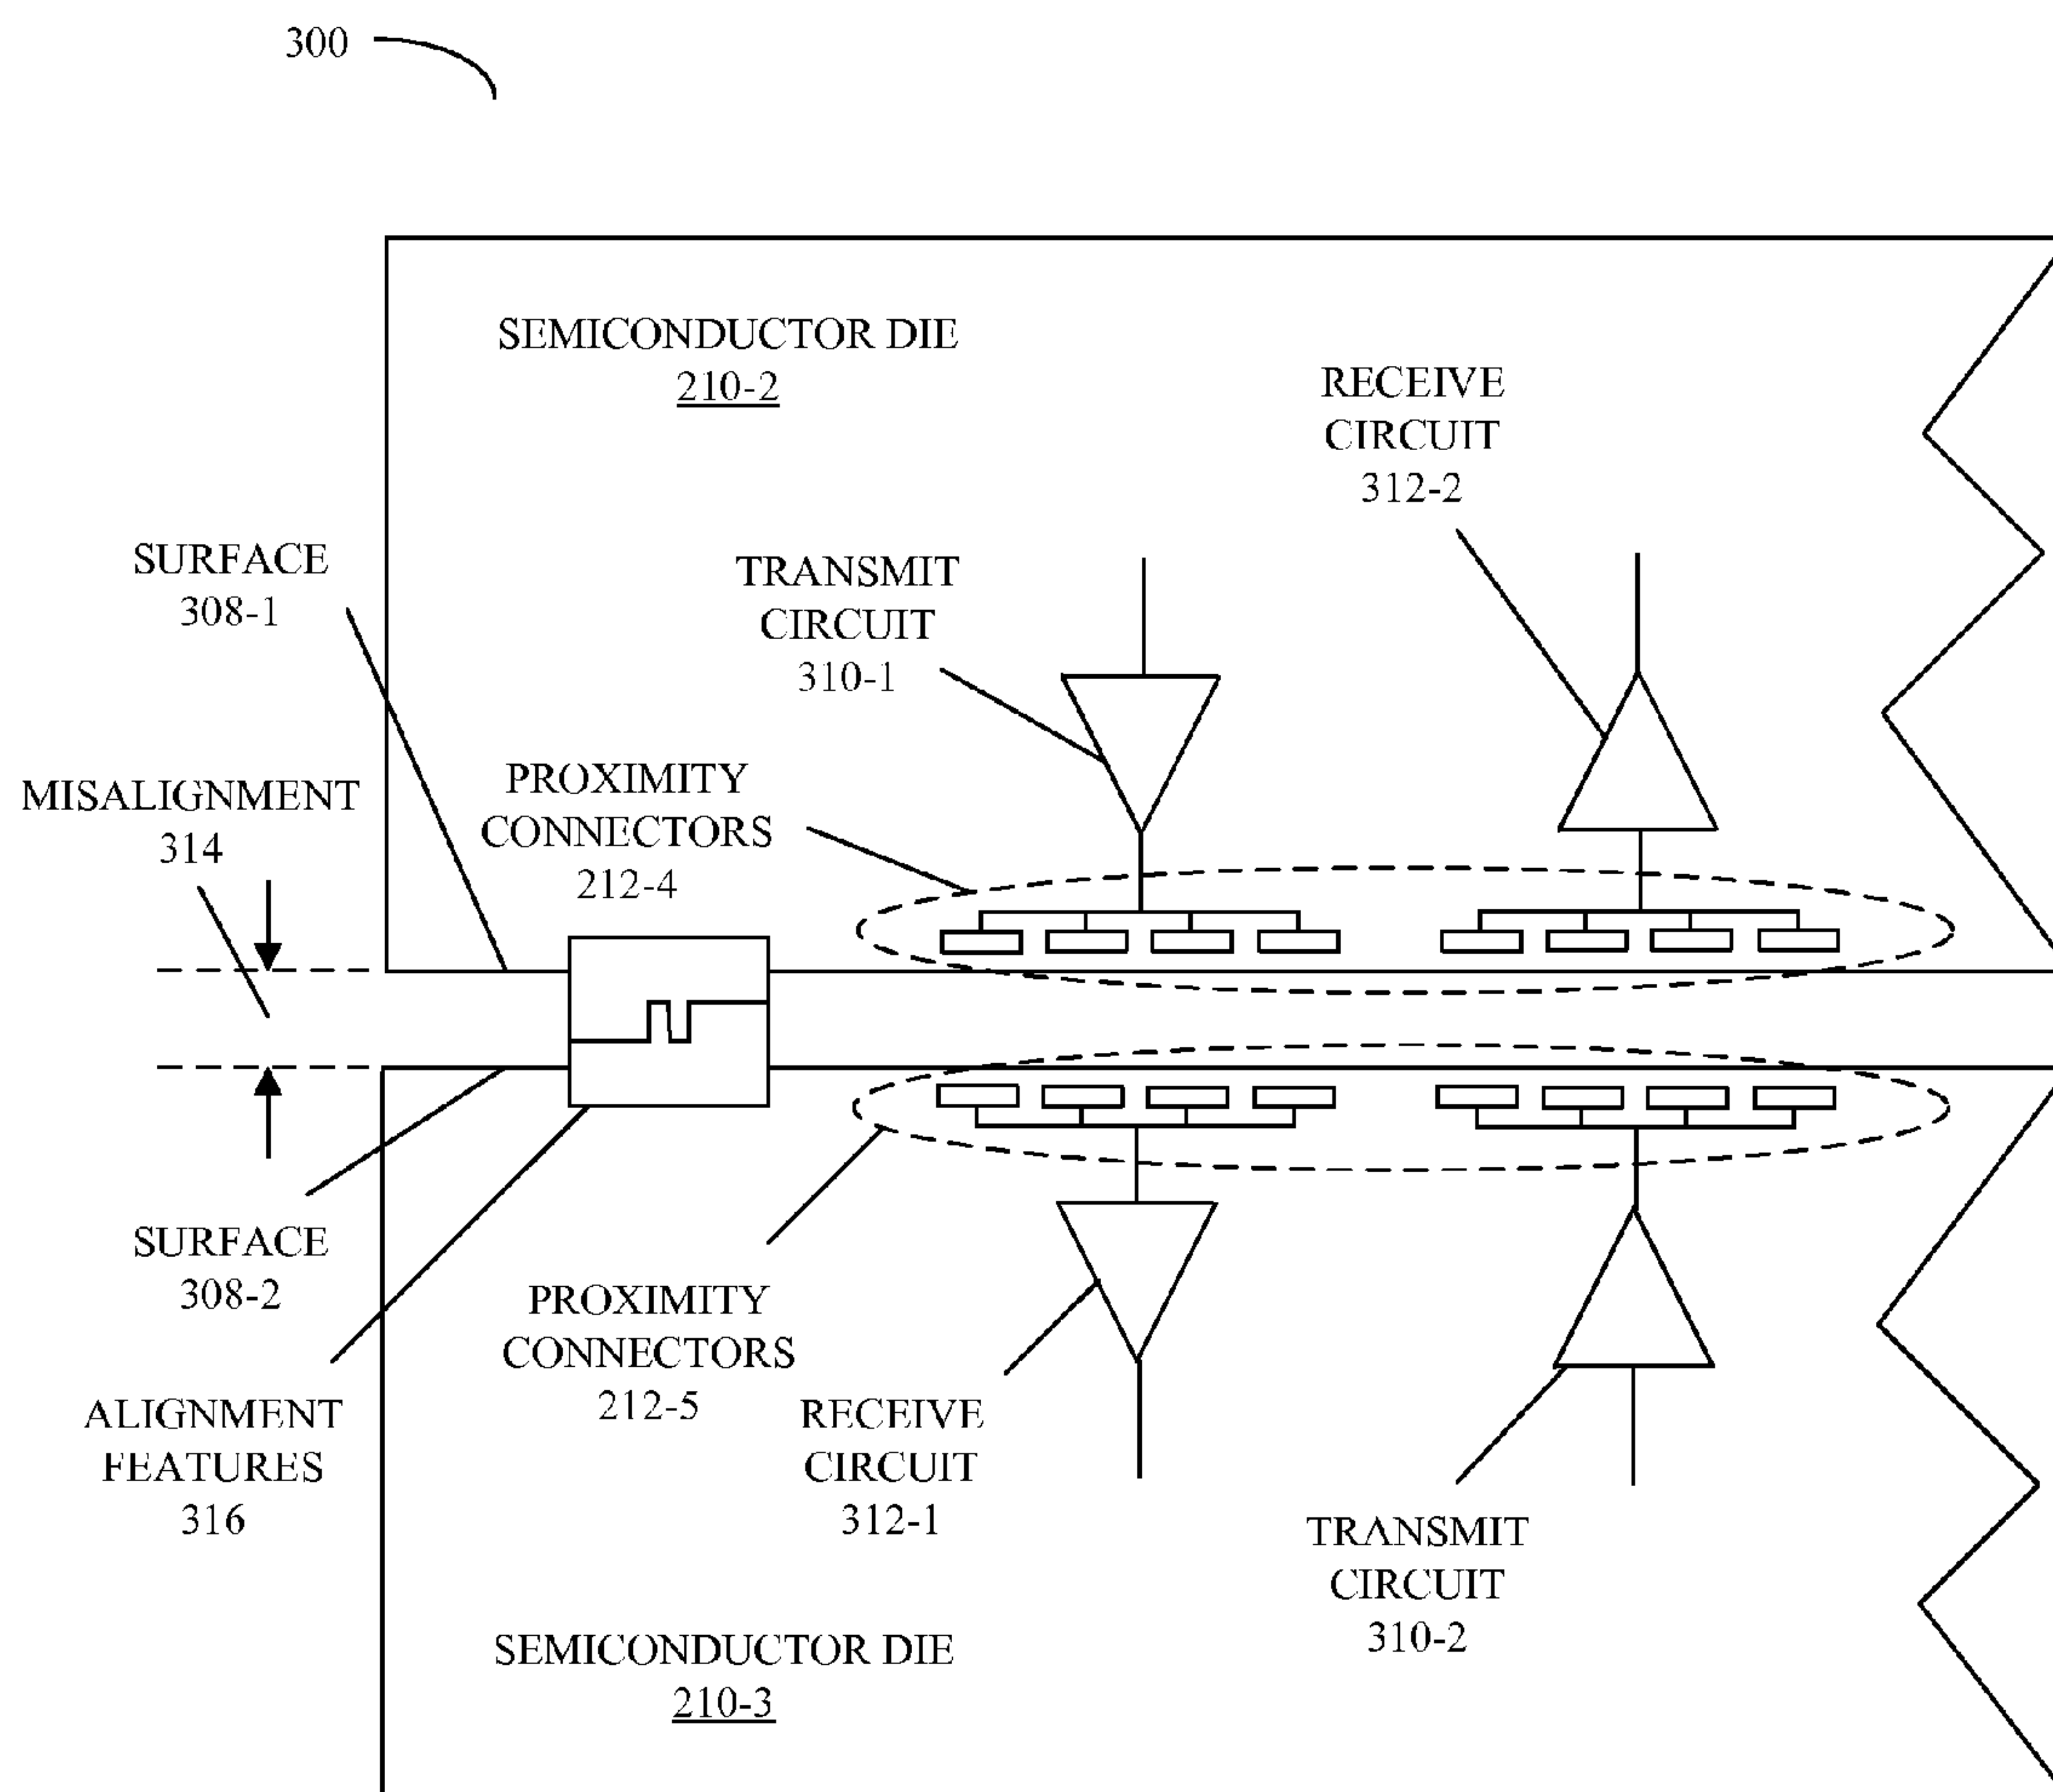 300
SEMICONDUCTOR DIE
210-2
RECEIVE
CIRCUIT
312-2
SURFACE
308-1
TRANSMIT
CIRCUIT
310-1
MISALIGNMENT
314
PROXIMITY
CONNECTORS
212-4
SURFACE
308-2
PROXIMITY
CONNECTORS
212-5
ALIGNMENT
FEATURES
316
RECEIVE
CIRCUIT
312-1
TRANSMIT
CIRCUIT
310-2
SEMICONDUCTOR DIE
210-3